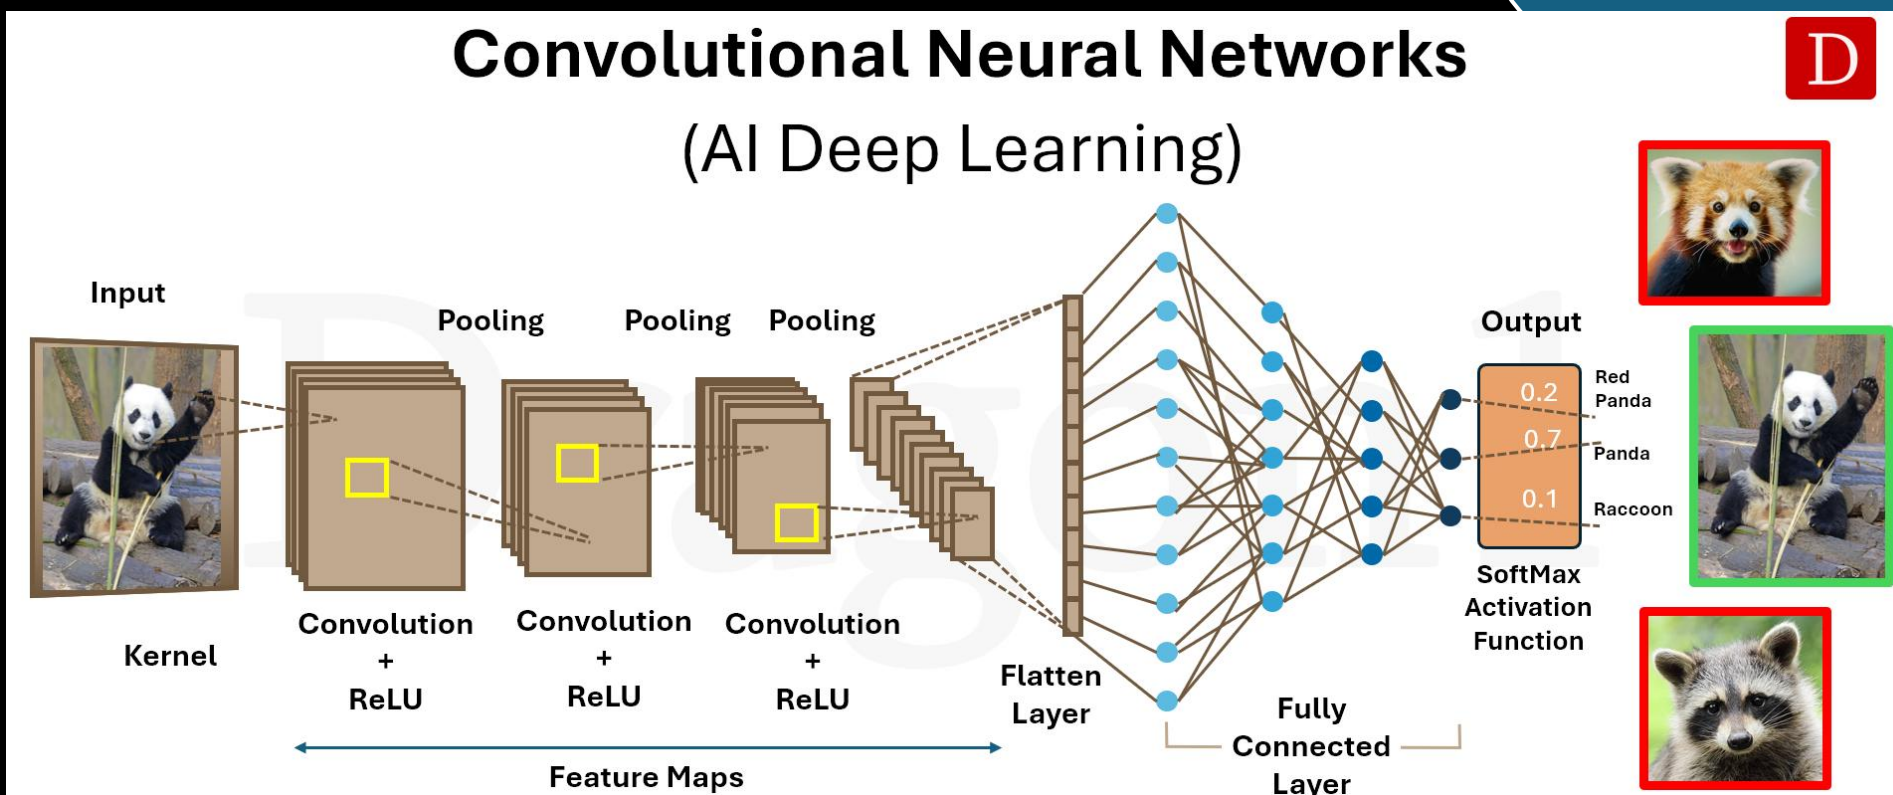 Convolutional Neural Networks
D
(AI Deep Learning)
Input
Pooling
Pooling
Pooling
Output
0.2
Red
Panda
0.7
Panda
0.1
Raccoon
SoftMax
Activation
Function
Kernel
Convolution
+
ReLU
Convolution
+
ReLU
Convolution
+
ReLU
Flatten
Layer
Fully
Connected
Layer
Feature Maps
Dragon1